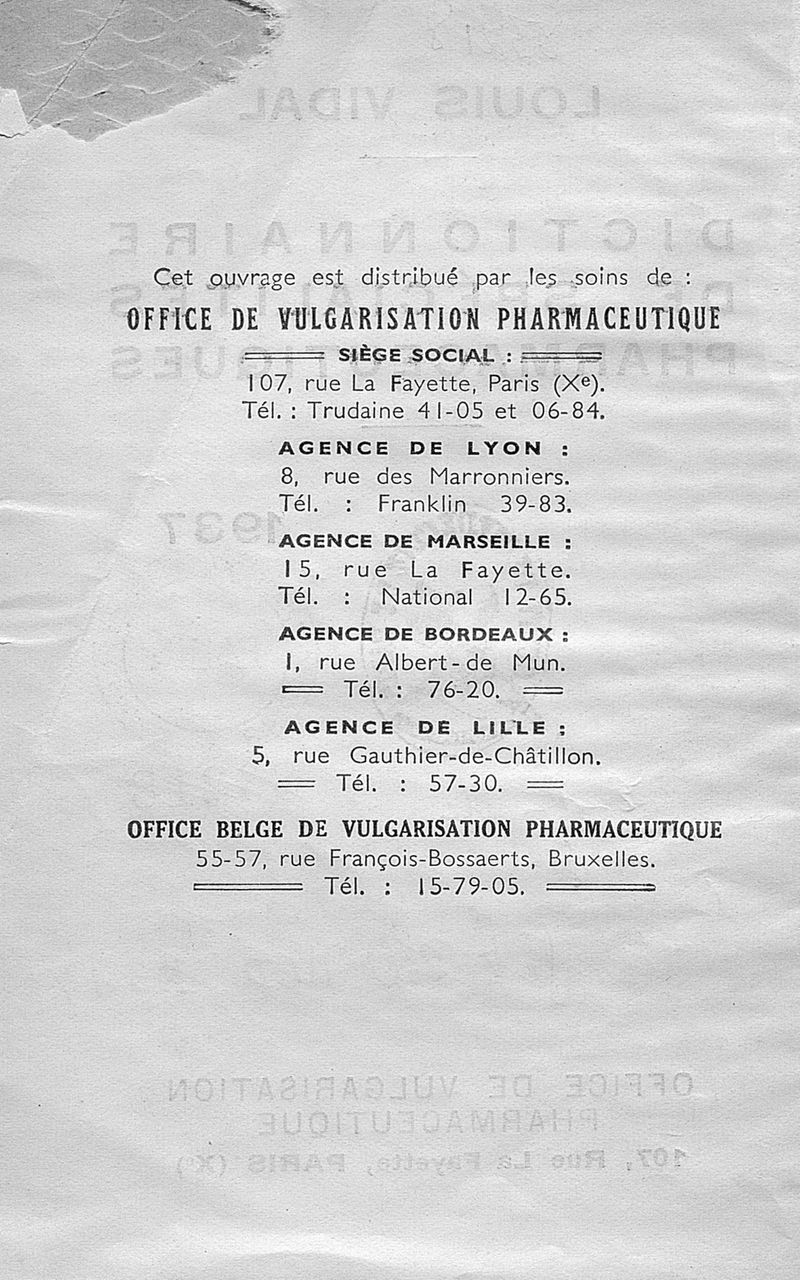 Cet ouvrage est distribué par les soins de :
OFFICE DE VULGARISATION PHARMACEUTIQUE
SIÈGE SOCIAL :
107, rue La Fayette, Paris (Xe).
Tél. : Trudaine 41-05 et 06-84.
AGENCE DE LYON :
8, rue des Marronniers.
Tél. : Franklin 39-83.
AGENCE DE MARSEILLE :
15, rue La Fayette.
Tél. : National 12-65.
AGENCE DE BORDEAUX :
1, rue Albert-de Mun.
Tél. : 76-20.
AGENCE DE LILLE :
5, rue Gauthier-de-Châtillon.
Tél. : 57-30.
OFFICE BELGE DE VULGARISATION PHARMACEUTIQUE
55-57, rue François-Bossaerts, Bruxelles.
Tél. : 15-79-05.